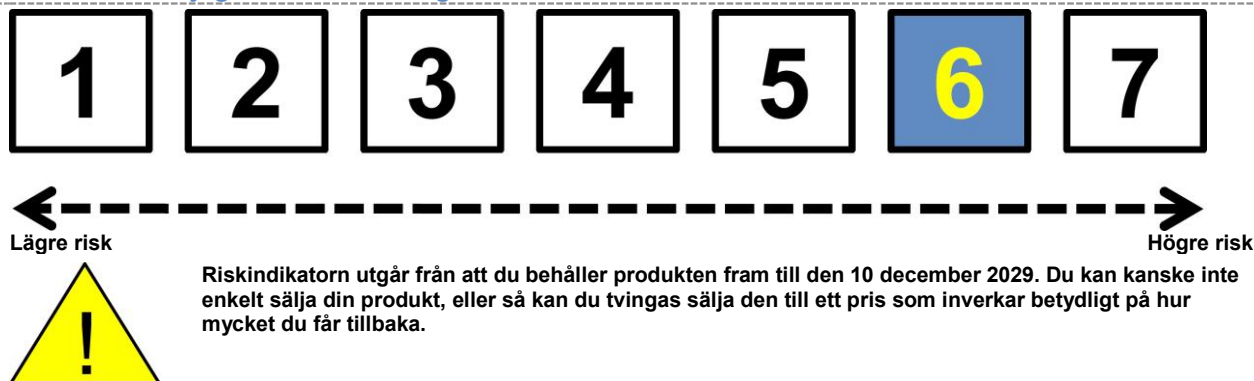 1 2 3 4 5 6 7
Lägre risk Högre risk
Riskindikatorn utgår från att du behåller produkten fram till den 10 december 2029. Du kan kanske inte
enkelt sälja din produkt, eller så kan du tvingas sälja den till ett pris som inverkar betydligt på hur
mycket du får tillbaka.
!